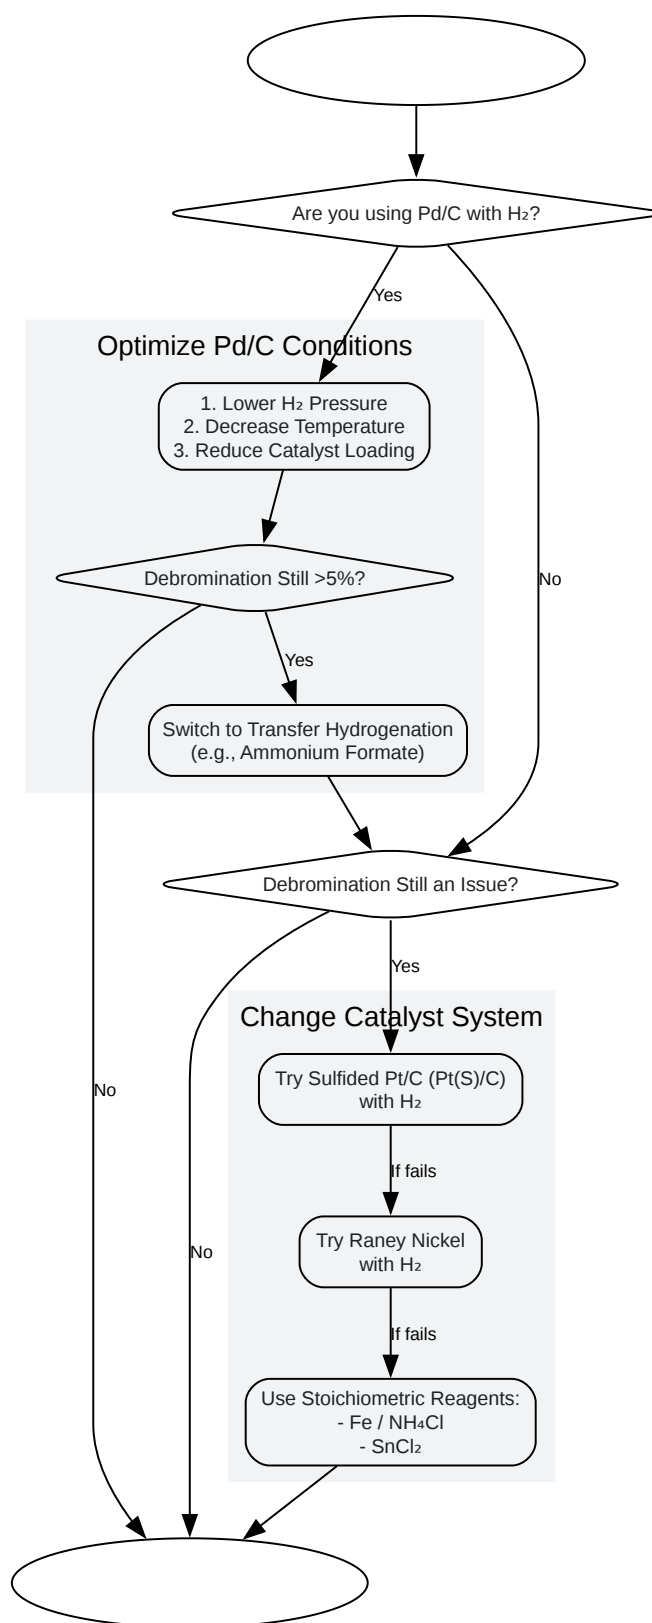 Are you using Pd/C with H₂?
Yes
Optimize Pd/C Conditions
1. Lower H₂ Pressure
2. Decrease Temperature
3. Reduce Catalyst Loading
Debromination Still >5%?
No
Yes
Switch to Transfer Hydrogenation
(e.g., Ammonium Formate)
Debromination Still an Issue?
Yes
Change Catalyst System
Try Sulfided Pt/C (Pt(S)/C)
with H₂
No
If fails
Try Raney Nickel
with H₂
No
If fails
Use Stoichiometric Reagents:
- Fe / NH₄Cl
- SnCl₂